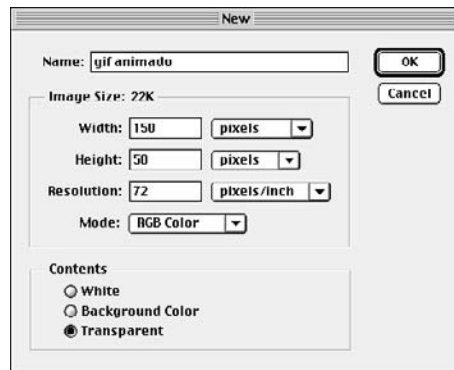 New
Name: gif animado
OK
Cancel
Image Size: 22K
Width: 150 pixels
Height: 50 pixels
Resolution: 72 pixels/inch
Mode: RGB Color
Contents
White
Background Color
Transparent